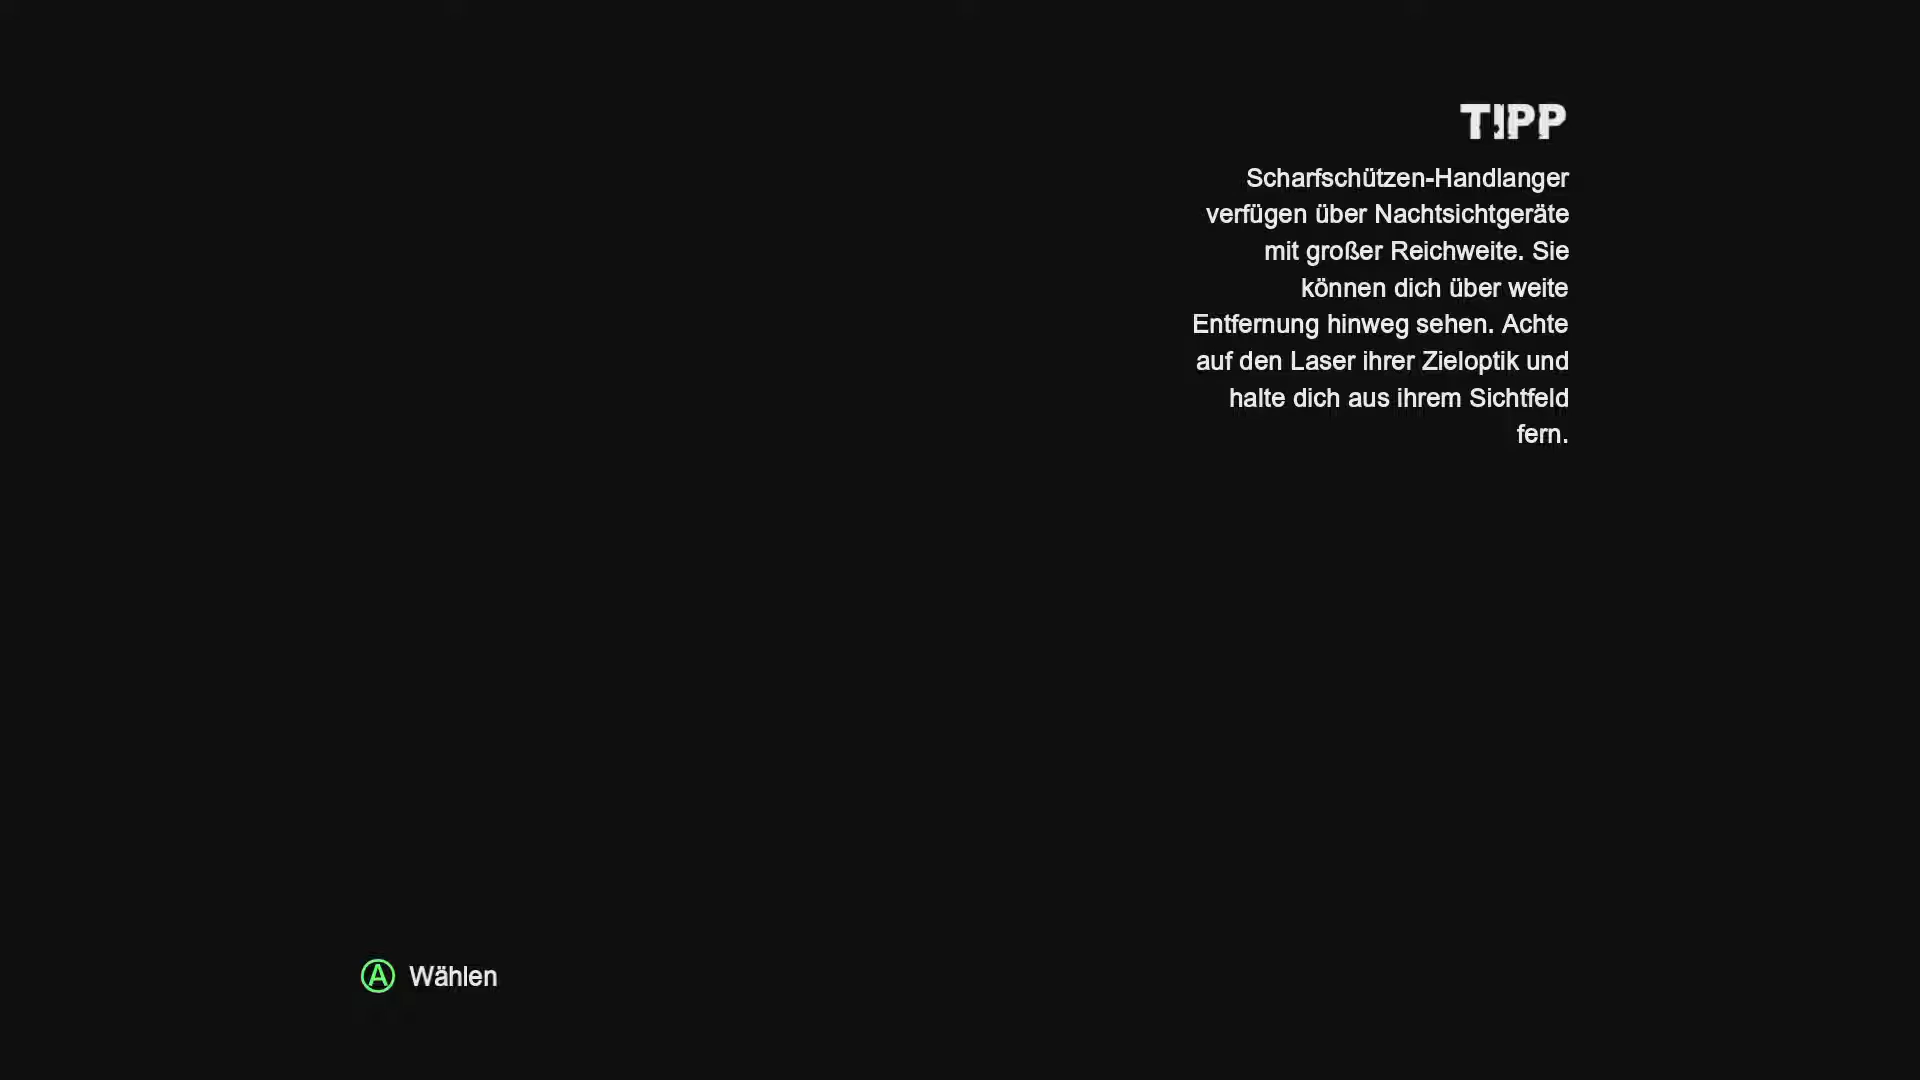 TIPP
Scharfschützen-Handlanger
verfügen über Nachtsichtgeräte
mit großer Reichweite. Sie
können dich über weite
Entfernung hinweg sehen. Achte
auf den Laser ihrer Zieloptik und
halte dich aus ihrem Sichtfeld
fern.
A Wählen